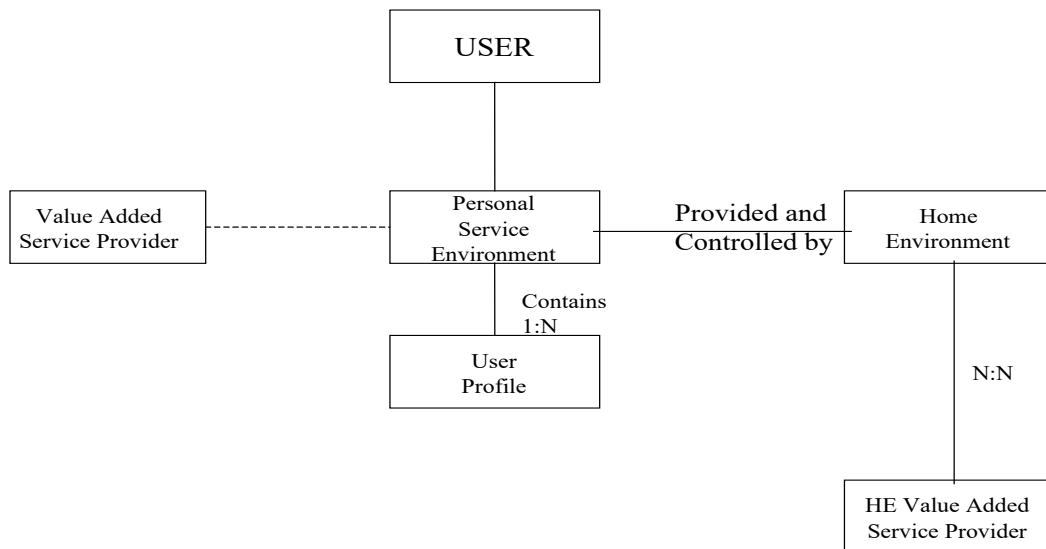 USER
Value Added
Service Provider
Personal
Service
Environment
Provided and
Controlled by
Home
Environment
Contains
1:N
User
Profile
N:N
HE Value Added
Service Provider